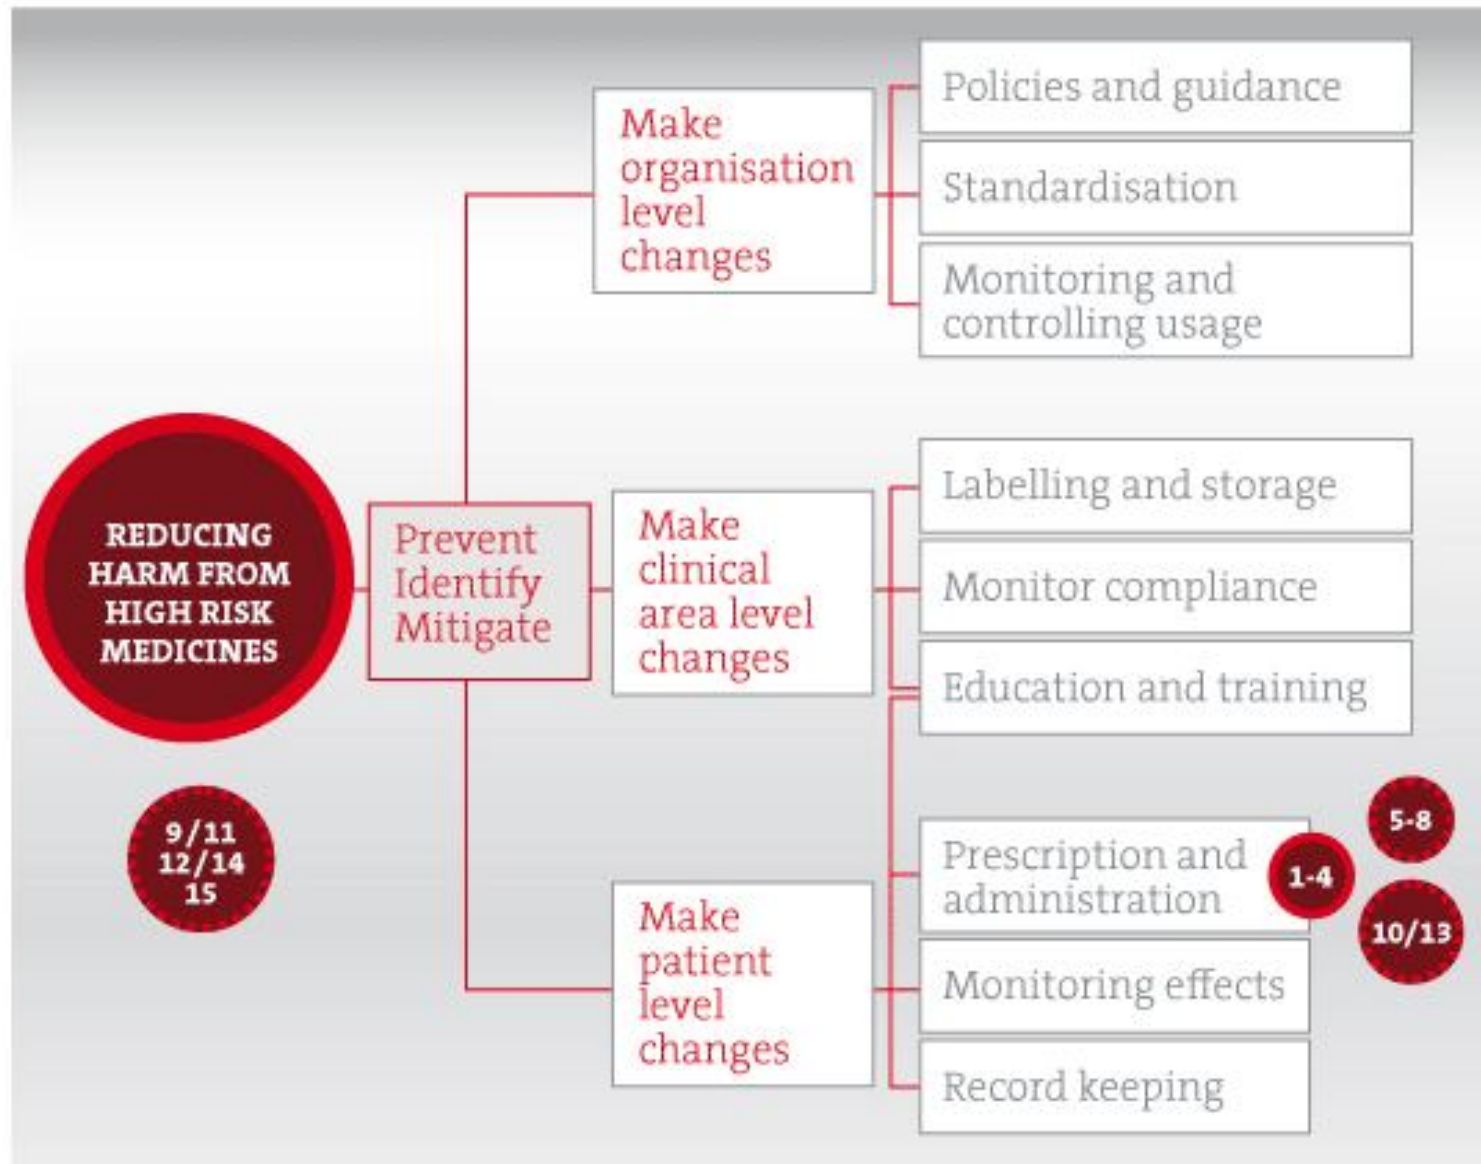 REDUCING
HARM FROM
HIGH RISK
MEDICINES
9/11
12/14
15
Prevent
Identify
Mitigate
Make
organisation
level
changes
Policies and guidance
Standardisation
Monitoring and
controlling usage
Make
clinical
area level
changes
Labelling and storage
Monitor compliance
Education and training
Make
patient
level
changes
Prescription and
administration
1-4
5-8
10/13
Monitoring effects
Record keeping